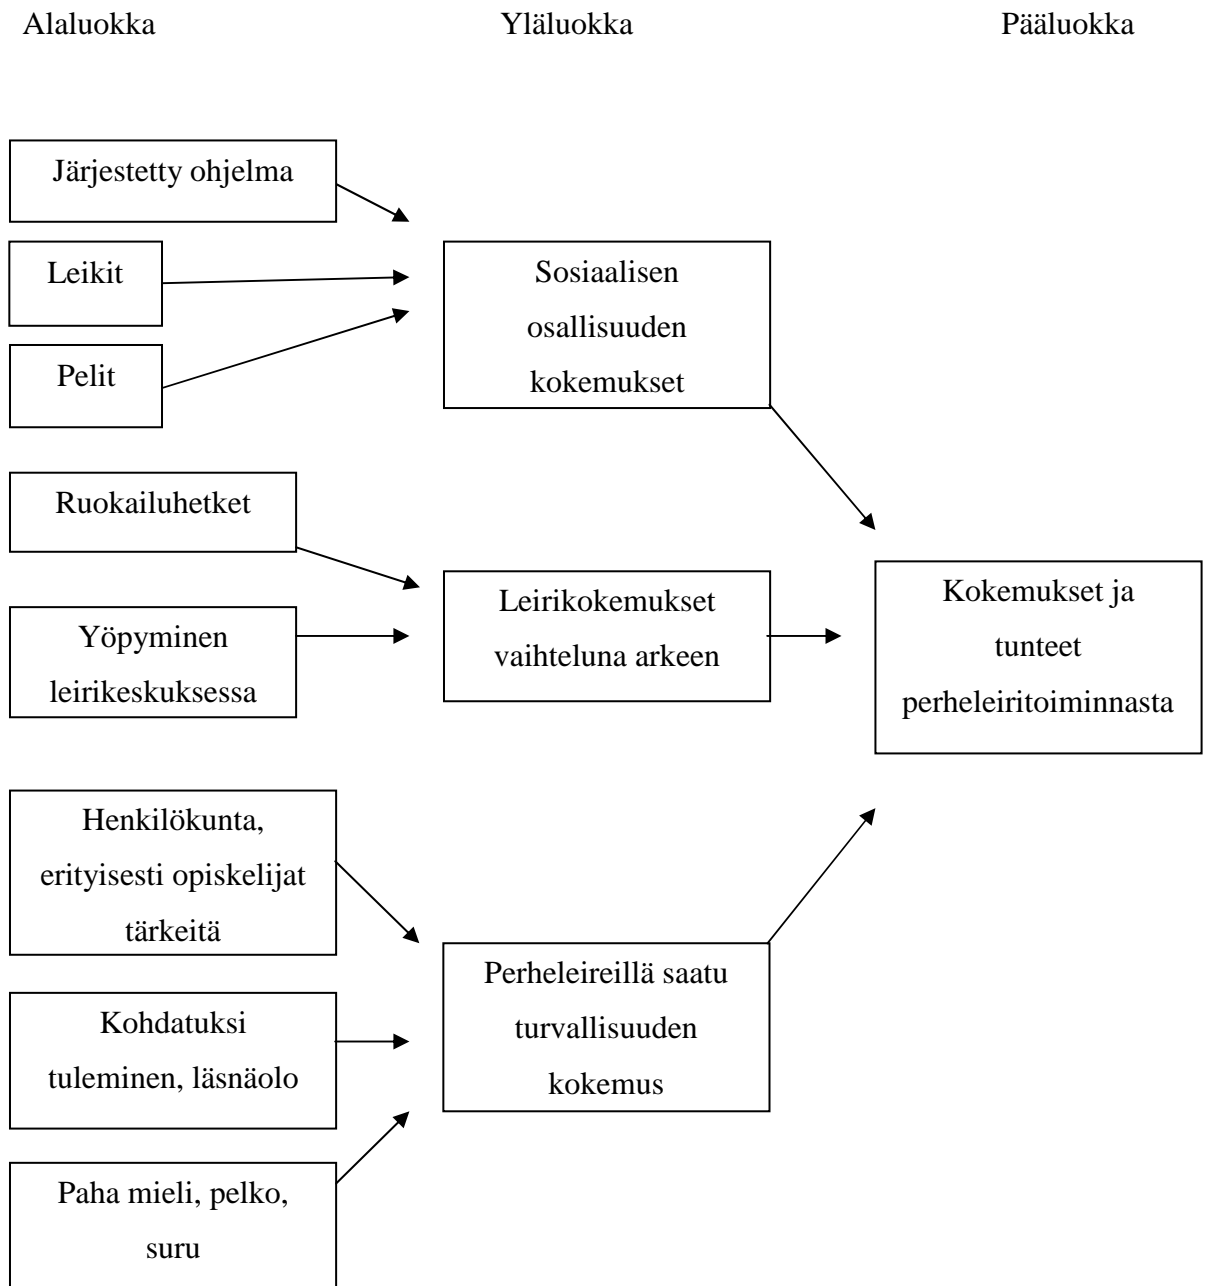 Alaluokka Yläluokka Pääluokka
Järjestetty ohjelma
Leikit
Pelit
Sosiaalisen
osallisuuden
kokemukset
Ruokailuhetket
Yöpyminen
leirikeskuksessa
Leirikokemukset
vaihteluna arkeen
Kokemukset ja
tunteet
perheleiritoiminnasta
Henkilökunta,
erityisesti opiskelijat
tärkeitä
Kohdatuksi
tuleminen, läsnäolo
Paha mieli, pelko,
suru
Perheleireillä saatu
turvallisuuden
kokemus